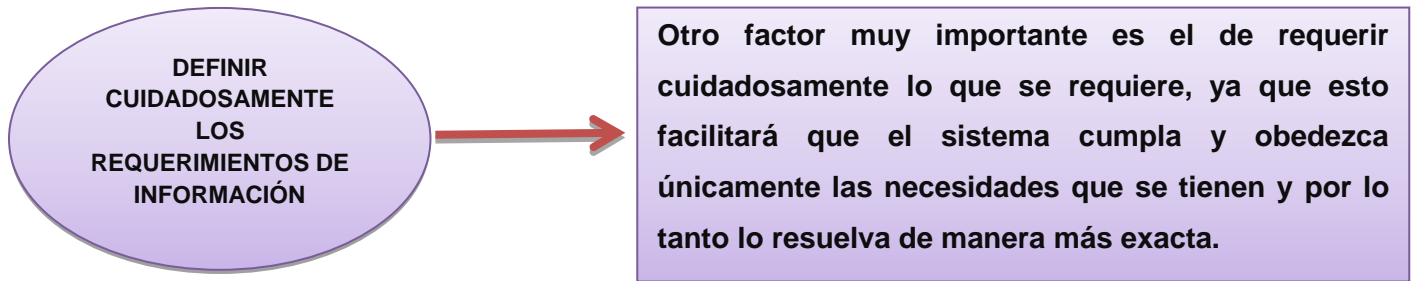 DEFINIR
CUIDADOSAMENTE
LOS
REQUERIMIENTOS DE
INFORMACIÓN
Otro factor muy importante es el de requerir
cuidadosamente lo que se requiere, ya que esto
facilitará que el sistema cumpla y obedezca
únicamente las necesidades que se tienen y por lo
tanto lo resuelva de manera más exacta.